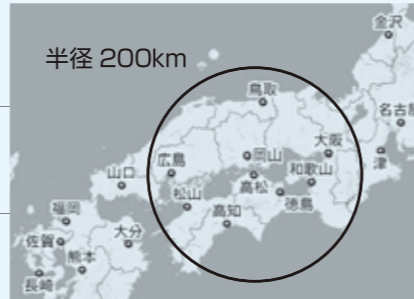 半径 200km
金沢
鳥取
名古屋
大阪
岡山
津
広島
和歌山
山口
高松
松山
徳島
福岡
高知
大分
佐賀
熊本
長崎